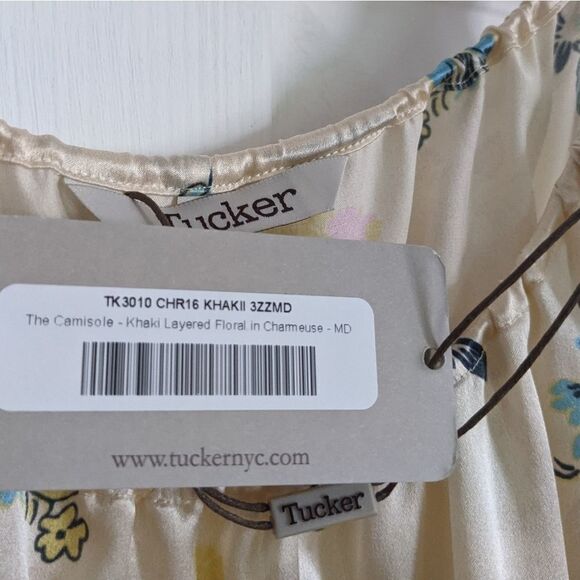 Tucker
TK3010 CHR16 KHAKII 3ZZMD
The Camisole - Khaki Layered Floral in Charmeuse - MD
www.tuckernyc.com
Tucker